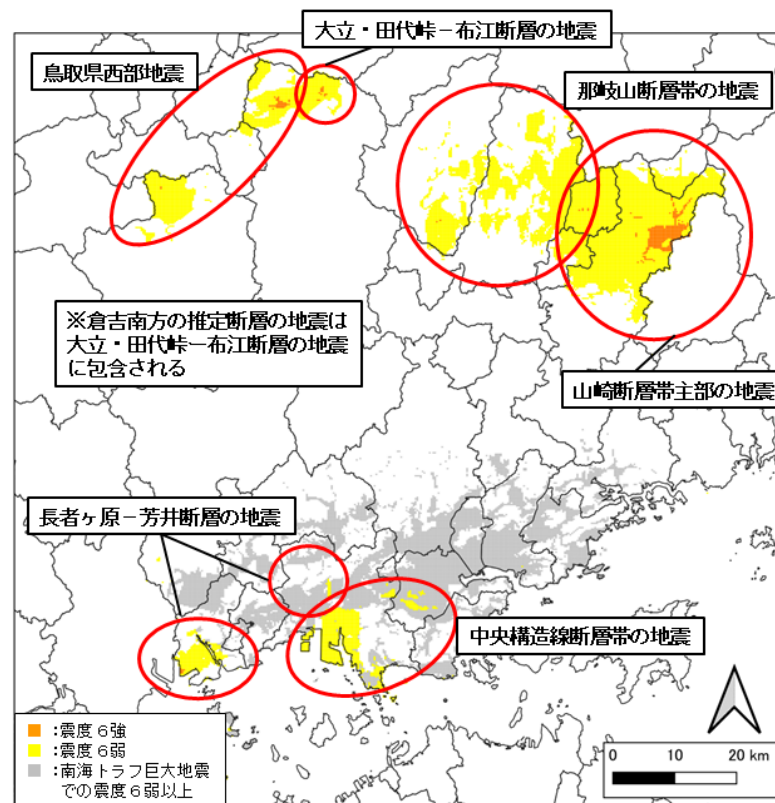 大立・田代峠－布江断層の地震
鳥取県西部地震
那岐山断層帯の地震
※倉吉南方の推定断層の地震は
大立・田代峠ー布江断層の地震
に包含される
山崎断層帯主部の地震
長者ヶ原－芳井断層の地震
中央構造線断層帯の地震
:震度６強
:震度６弱
:南海トラフ巨大地震
での震度６弱以上
0 10 20 km